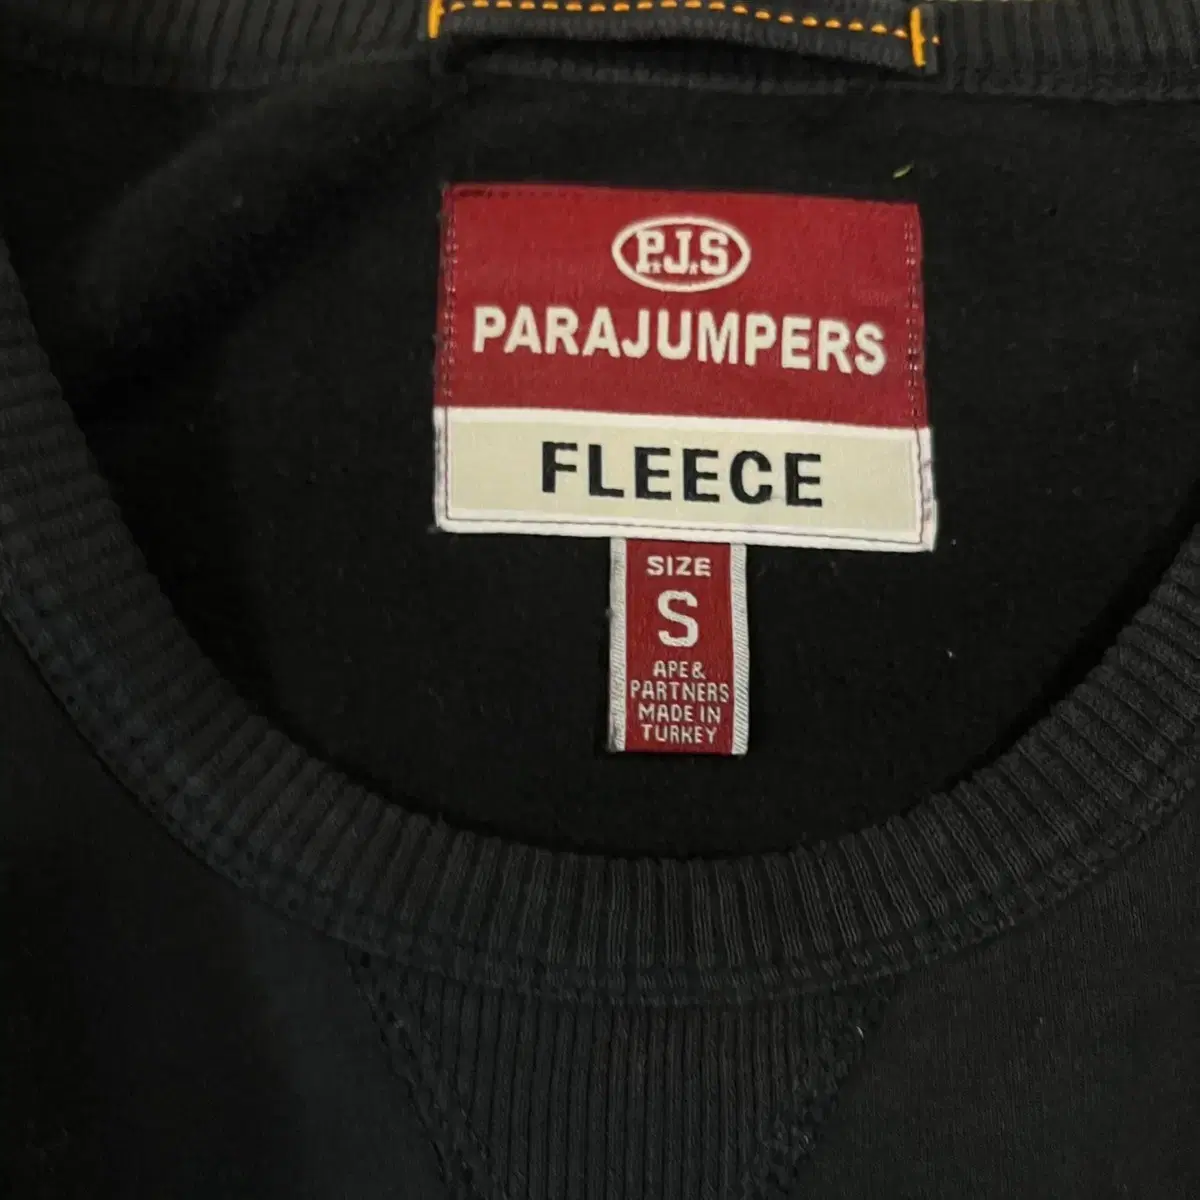 P.J.S
PARAJUMPERS
FLEECE
SIZE
S
APE&
PARTNERS
MADE IN
TURKEY